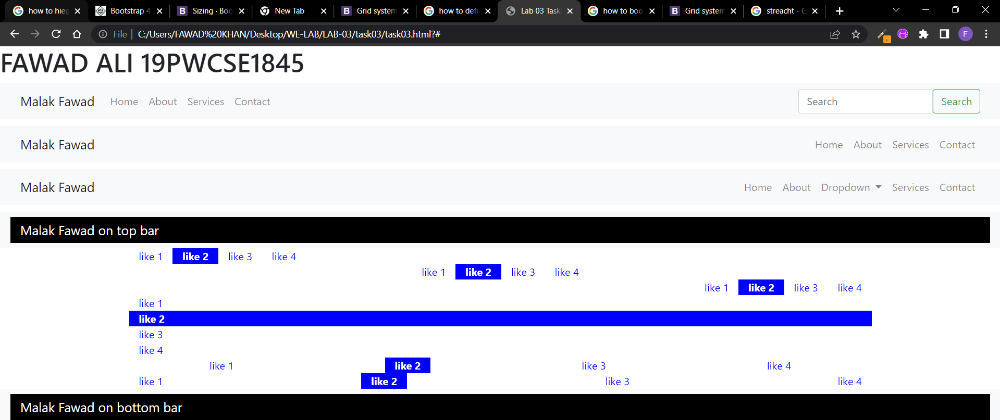 how to hieg Bootstrap 4 Sizing · Boo New Tab Grid system how to defi Lab 03 Task how to boo Grid system streacht - G
File C:/Users/FAWAD%20KHAN/Desktop/WE-LAB/LAB-03/task03/task03.html?# F
FAWAD ALI 19PWCSE1845
Malak Fawad Home About Services Contact Search Search
Malak Fawad Home About Services Contact
Malak Fawad Home About Dropdown Services Contact
Malak Fawad on top bar
like 1 like 2 like 3 like 4
like 1 like 2 like 3 like 4
like 1 like 2 like 3 like 4
like 1
like 2
like 3
like 4
like 1 like 2 like 3 like 4
like 1 like 2 like 3 like 4
Malak Fawad on bottom bar